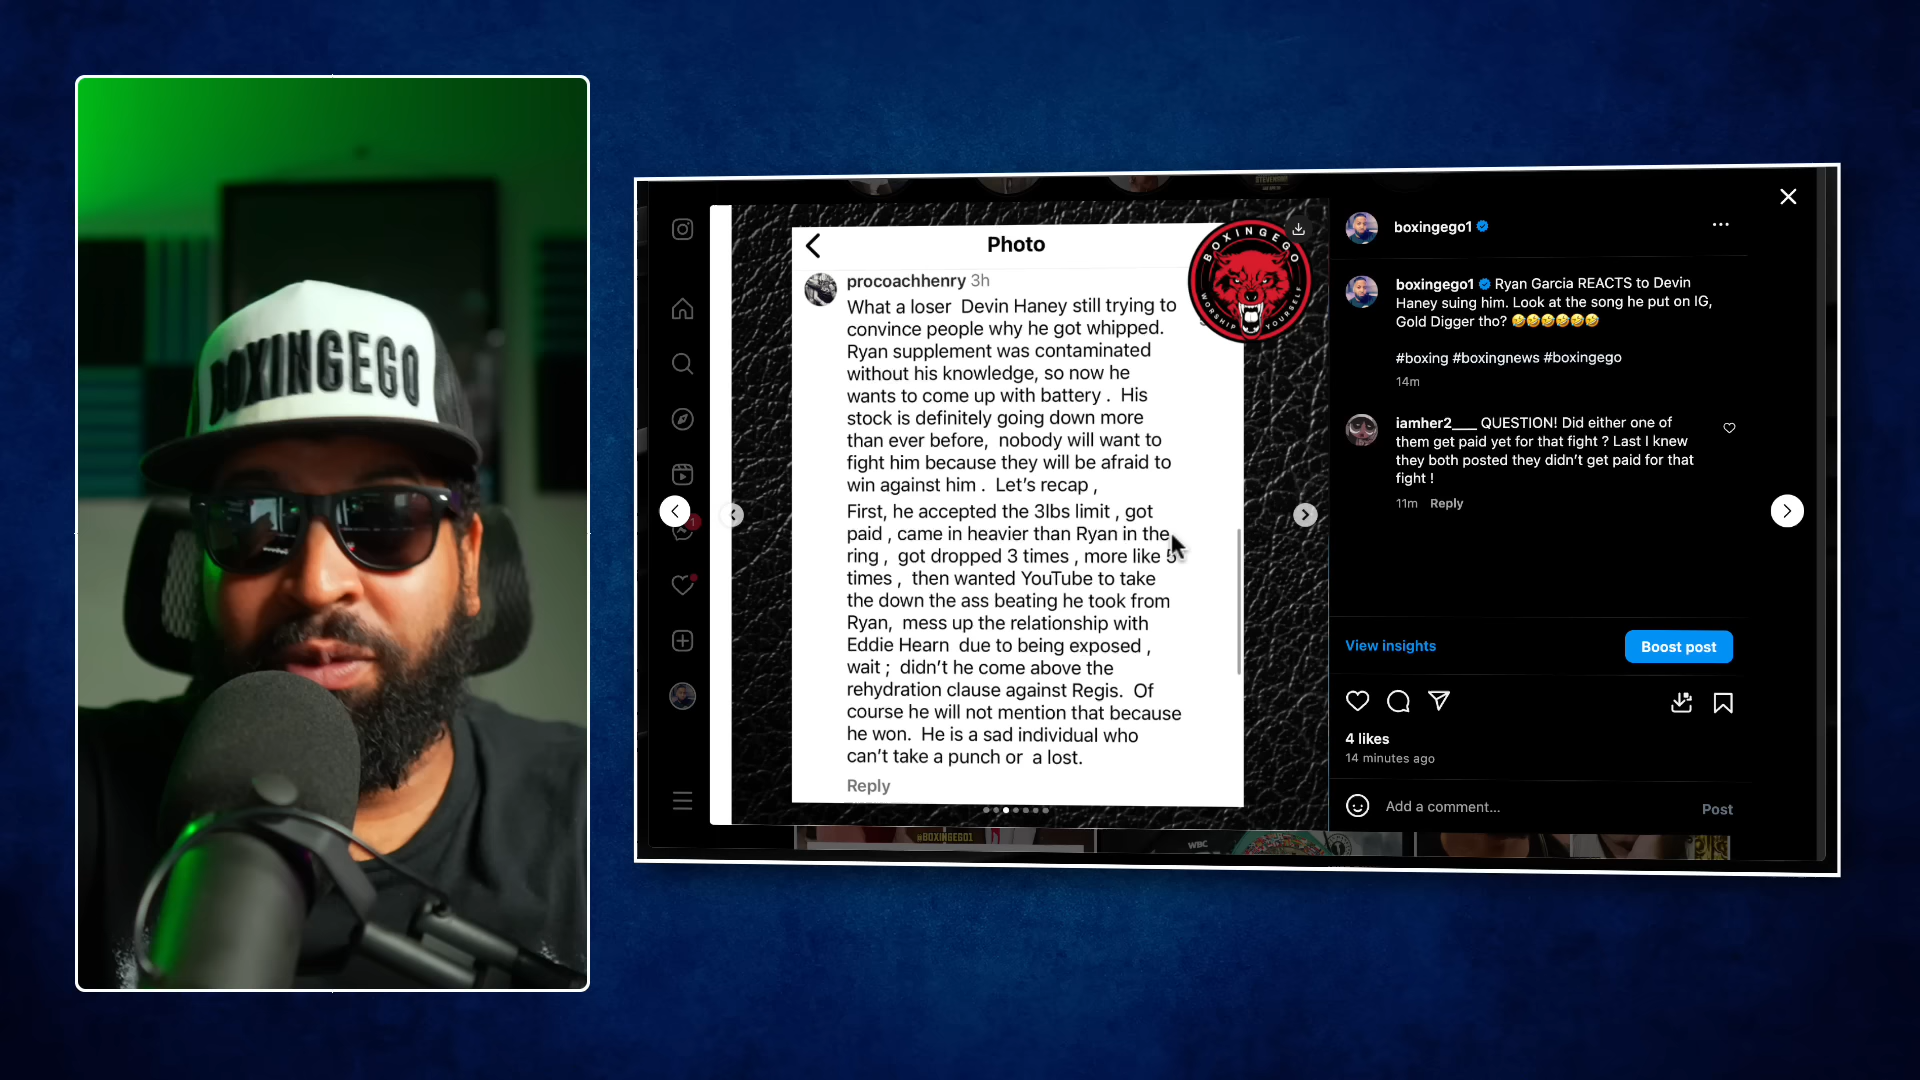 BOXINGEGO
Photo
BOXINGEGO
WORSHIP YOURSELF
procoachhenry 3h
What a loser Devin Haney still trying to
convince people why he got whipped.
Ryan supplement was contaminated
without his knowledge, so now he
wants to come up with battery . His
stock is definitely going down more
than ever before, nobody will want to
fight him because they will be afraid to
win against him . Let's recap ,
First, he accepted the 3lbs limit , got
paid , came in heavier than Ryan in the
ring , got dropped 3 times , more like 5
times , then wanted YouTube to take
the down the ass beating he took from
Ryan, mess up the relationship with
Eddie Hearn due to being exposed ,
wait ; didn't he come above the
rehydration clause against Regis. Of
course he will not mention that because
he won. He is a sad individual who
can't take a punch or a lost.
Reply
#BOXINGEGO1
WBC
1
boxingego1
boxingego1 Ryan Garcia REACTS to Devin
Haney suing him. Look at the song he put on IG,
Gold Digger tho? 🤣🤣🤣🤣🤣🤣
#boxing #boxingnews #boxingego
14m
iamher2___ QUESTION! Did either one of
them get paid yet for that fight ? Last I knew
they both posted they didn't get paid for that
fight !
11m Reply
View insights
Boost post
4 likes
14 minutes ago
Add a comment...
Post